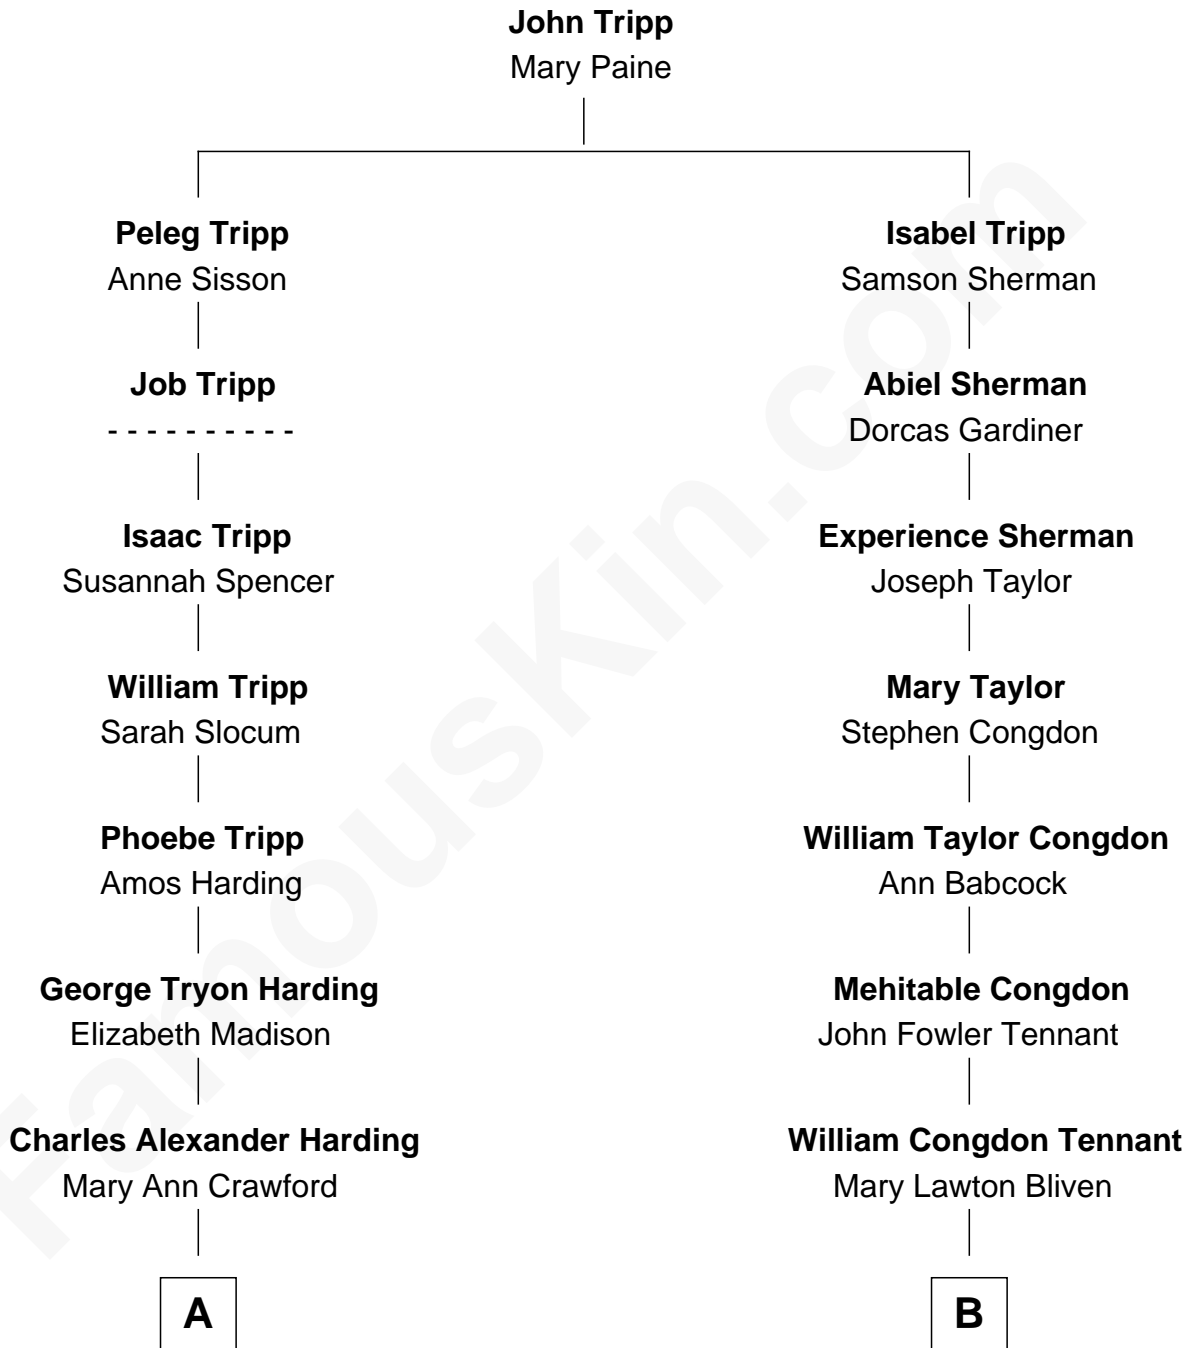 John Tripp
Mary Paine
Peleg Tripp
Anne Sisson
Job Tripp
- - - - - - - - - -
Isaac Tripp
Susannah Spencer
William Tripp
Sarah Slocum
Phoebe Tripp
Amos Harding
George Tryon Harding
Elizabeth Madison
Charles Alexander Harding
Mary Ann Crawford
A
Isabel Tripp
Samson Sherman
Abiel Sherman
Dorcas Gardiner
Experience Sherman
Joseph Taylor
Mary Taylor
Stephen Congdon
William Taylor Congdon
Ann Babcock
Mehitable Congdon
John Fowler Tennant
William Congdon Tennant
Mary Lawton Bliven
B
FamousKin.com